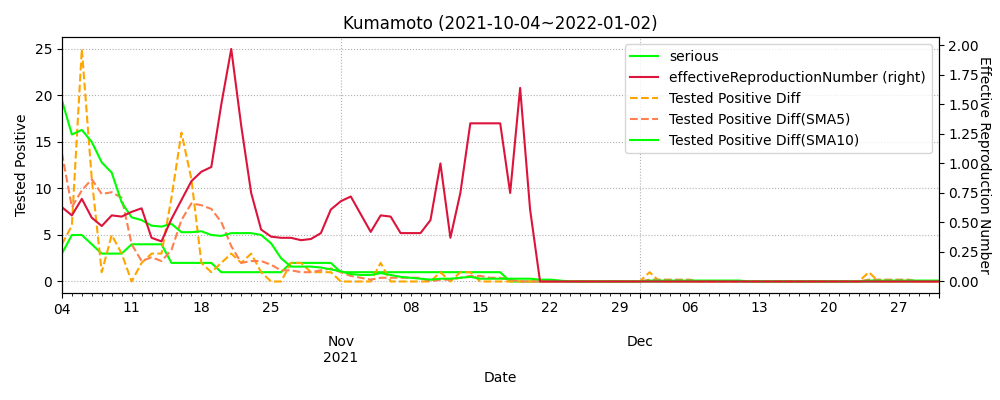 Kumamoto (2021-10-04~2022-01-02)
Tested Positive
25
20
15
10
5
0
serious
effectiveReproductionNumber (right)
Tested Positive Diff
Tested Positive Diff(SMA5)
Tested Positive Diff(SMA10)
2.00
1.75
1.50
1.25
1.00
0.75
0.50
0.25
0.00
Effective Reproduction Number
04 11 18 25 08 15 22 29 06 13 20 27
Nov Dec
2021
Date